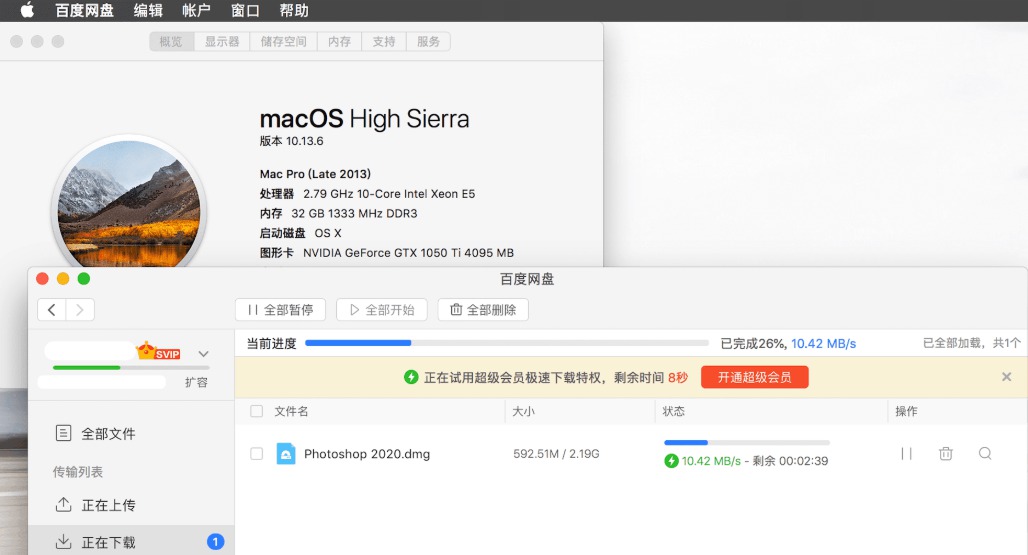 百度网盘 编辑 帐户 窗口 帮助
概览 显示器 储存空间 内存 支持 服务
macOS High Sierra
版本 10.13.6
Mac Pro (Late 2013)
处理器 2.79 GHz 10-Core Intel Xeon E5
内存 32 GB 1333 MHz DDR3
启动磁盘 OS X
图形卡 NVIDIA GeForce GTX 1050 Ti 4095 MB
百度网盘
全部暂停 全部开始 全部删除
SVIP
扩容
当前进度 已完成26%, 10.42 MB/s 已全部加载，共1个
正在试用超级会员极速下载特权，剩余时间 8秒 开通超级会员
文件名 大小 状态 操作
Photoshop 2020.dmg 592.51M / 2.19G 10.42 MB/s - 剩余 00:02:39
全部文件
传输列表
正在上传
正在下载 1